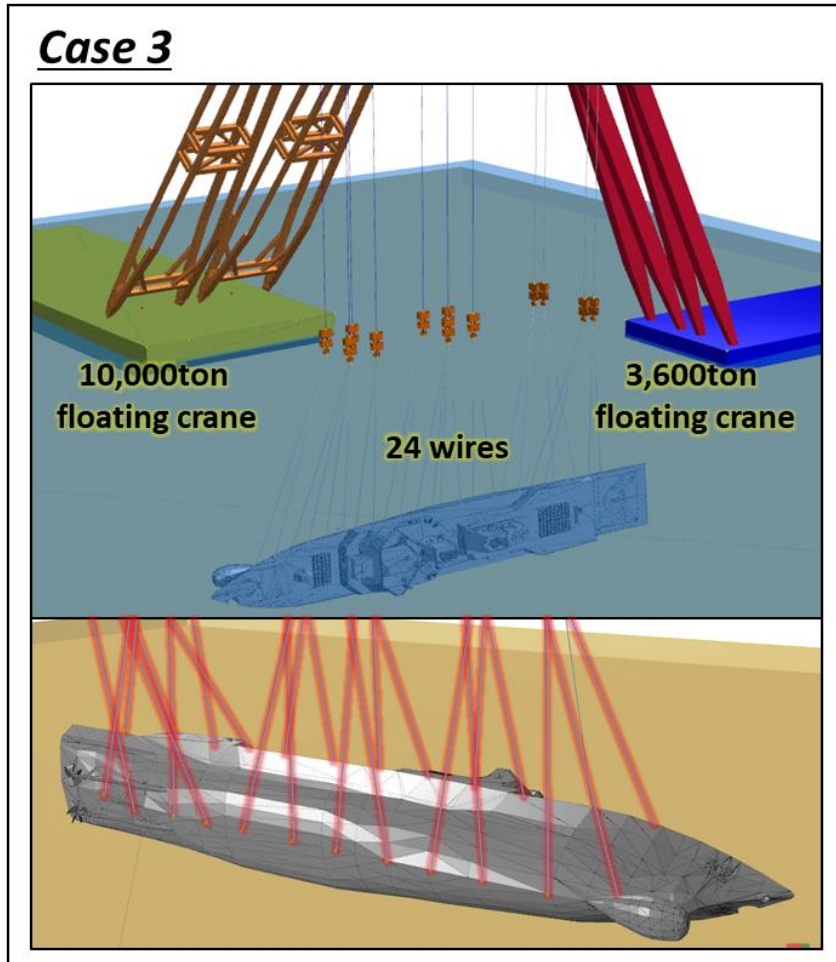 Case 3
10,000ton
floating crane
3,600ton
floating crane
24 wires